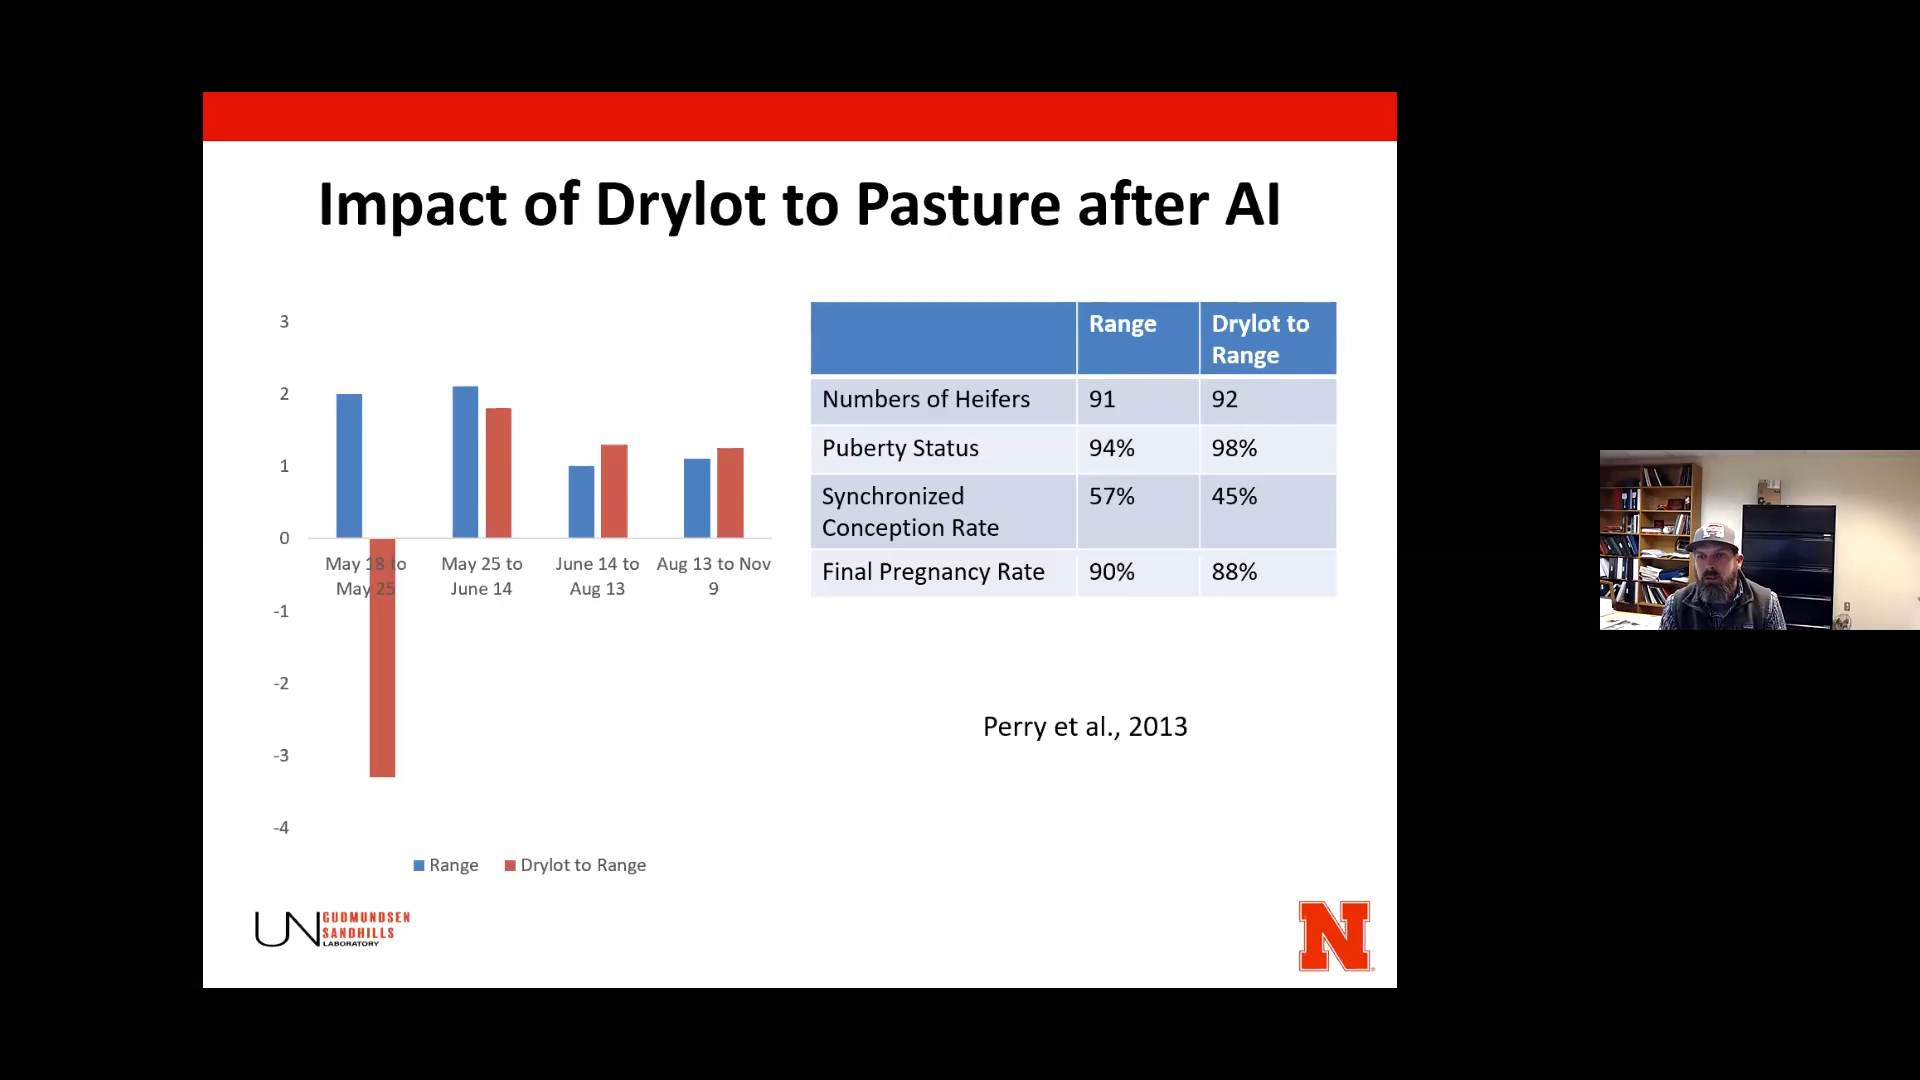 Impact of Drylot to Pasture after AI
3
2
1
0
-1
-2
-3
-4
May 18 to
May 25
May 25 to
June 14
June 14 to
Aug 13
Aug 13 to Nov
9
Range
Drylot to Range
Range
Drylot to
Range
Numbers of Heifers
91
92
Puberty Status
94%
98%
Synchronized
Conception Rate
57%
45%
Final Pregnancy Rate
90%
88%
Perry et al., 2013
UN
GUDMUNDSEN
SANDHILLS
LABORATORY
N